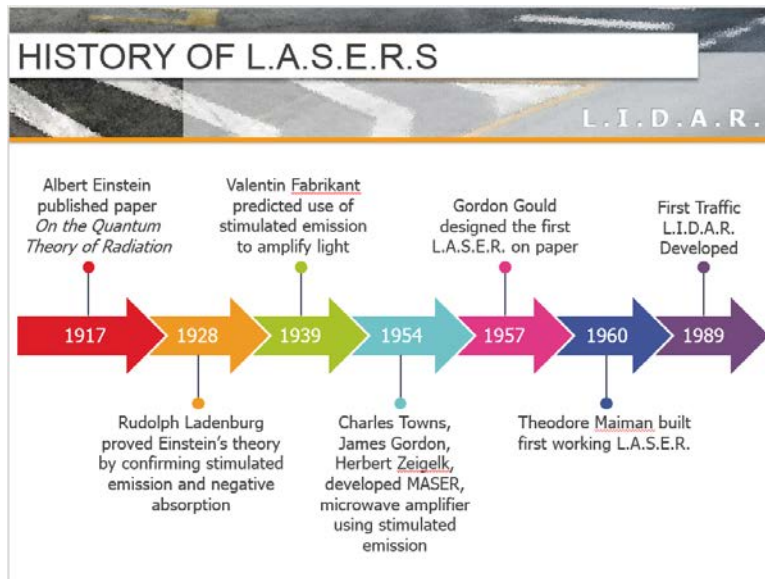 HISTORY OF L.A.S.E.R.S
L.I.D.A.R.
Albert Einstein
published paper
On the Quantum
Theory of Radiation
Valentin Fabrikant
predicted use of
stimulated emission
to amplify light
Gordon Gould
designed the first
L.A.S.E.R. on paper
First Traffic
L.I.D.A.R.
Developed
1917
1928
1939
1954
1957
1960
1989
Rudolph Ladenburg
proved Einstein's theory
by confirming stimulated
emission and negative
absorption
Charles Towns,
James Gordon,
Herbert Zeigelk,
developed MASER,
microwave amplifier
using stimulated
emission
Theodore Maiman built
first working L.A.S.E.R.